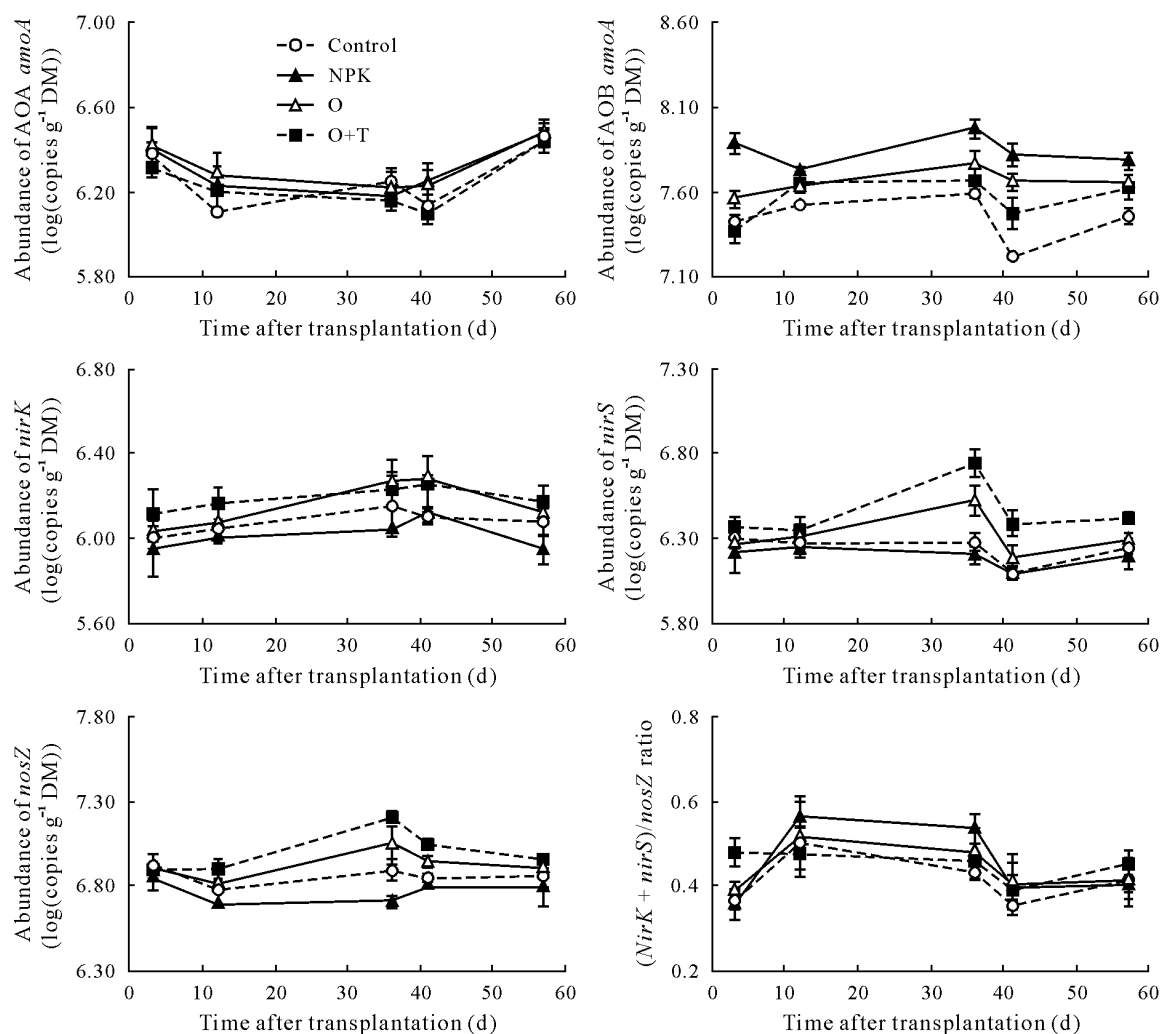 7.00
6.60
6.20
5.80
Abundance of AOA amoA
(log(copies g⁻¹ DM))
Control
NPK
O
O+T
0 10 20 30 40 50 60
Time after transplantation (d)
8.60
8.10
7.60
7.10
Abundance of AOB amoA
(log(copies g⁻¹ DM))
0 10 20 30 40 50 60
Time after transplantation (d)
6.80
6.40
6.00
5.60
Abundance of nirK
(log(copies g⁻¹ DM))
0 10 20 30 40 50 60
Time after transplantation (d)
7.30
6.80
6.30
5.80
Abundance of nirS
(log(copies g⁻¹ DM))
0 10 20 30 40 50 60
Time after transplantation (d)
7.80
7.30
6.80
6.30
Abundance of nosZ
(log(copies g⁻¹ DM))
0 10 20 30 40 50 60
Time after transplantation (d)
0.8
0.6
0.4
0.2
(NirK + nirS)/nosZ ratio
0 10 20 30 40 50 60
Time after transplantation (d)